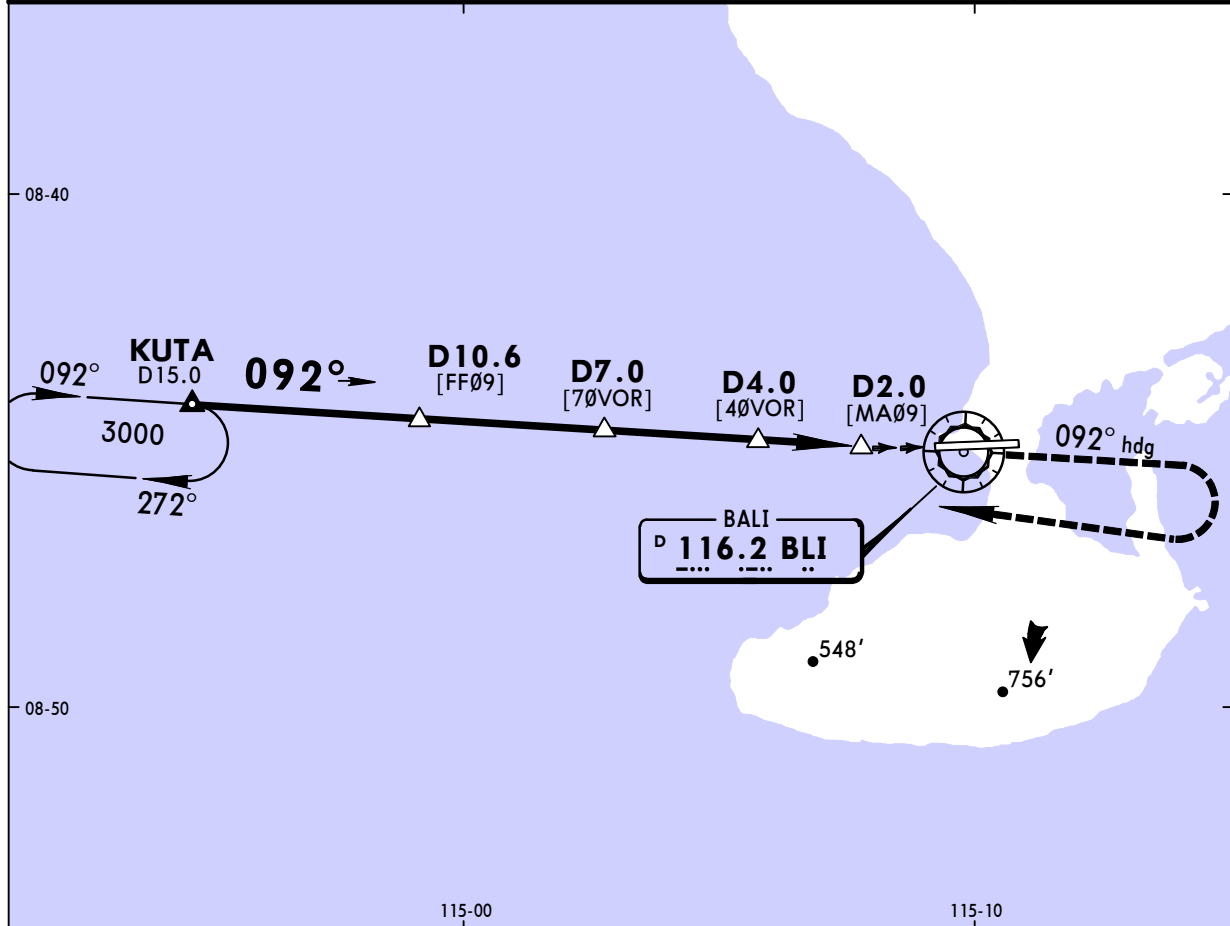 08-40
KUTA
D15.0
092°
092°
3000
272°
D10.6
[FFØ9]
D7.0
[7ØVOR]
D4.0
[4ØVOR]
D2.0
[MAØ9]
092° hdg
BALI
D 116.2 BLI
548'
756'
08-50
115-00
115-10